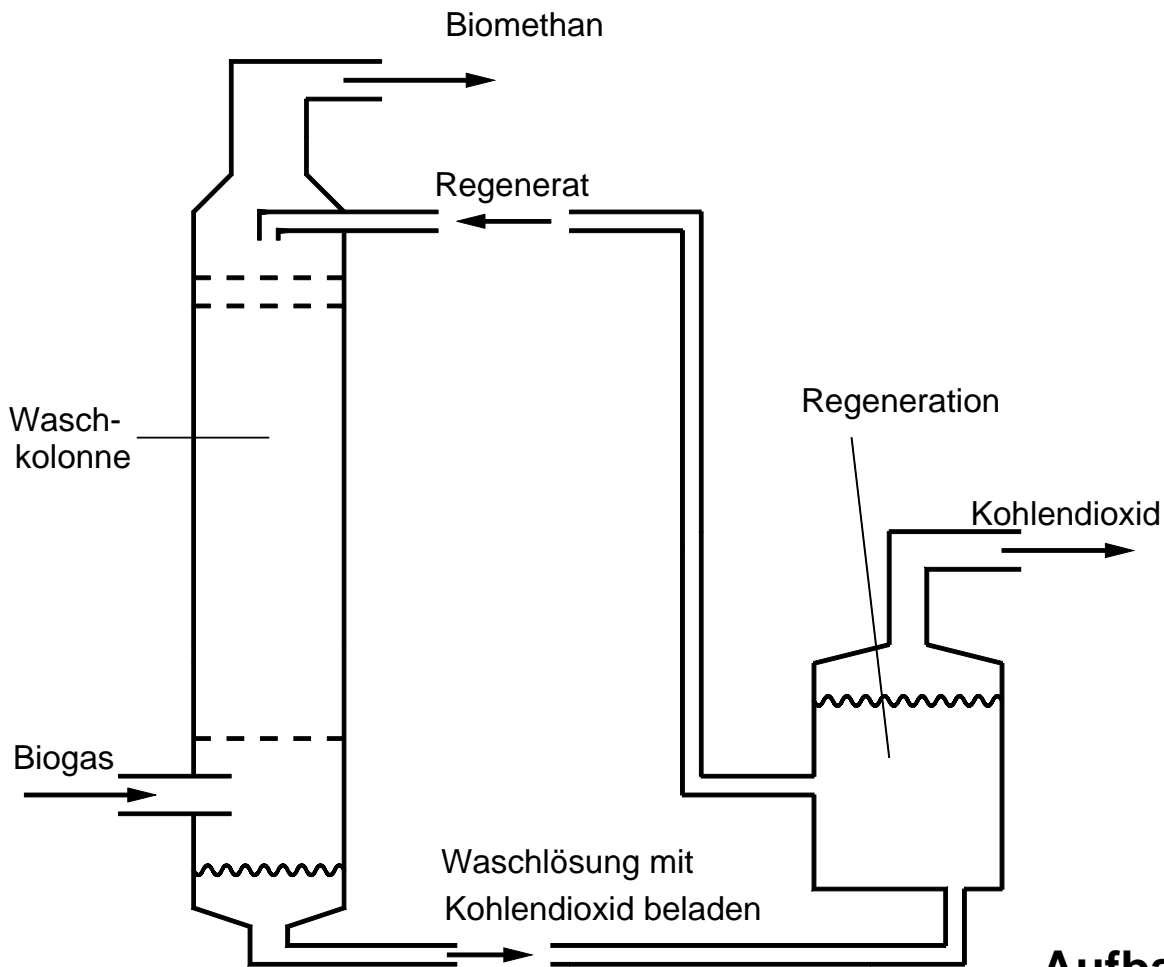 Biomethan
Regenerat
Regeneration
Wasch-
kolonne
Kohlendioxid
Biogas
Waschlösung mit
Kohlendioxid beladen